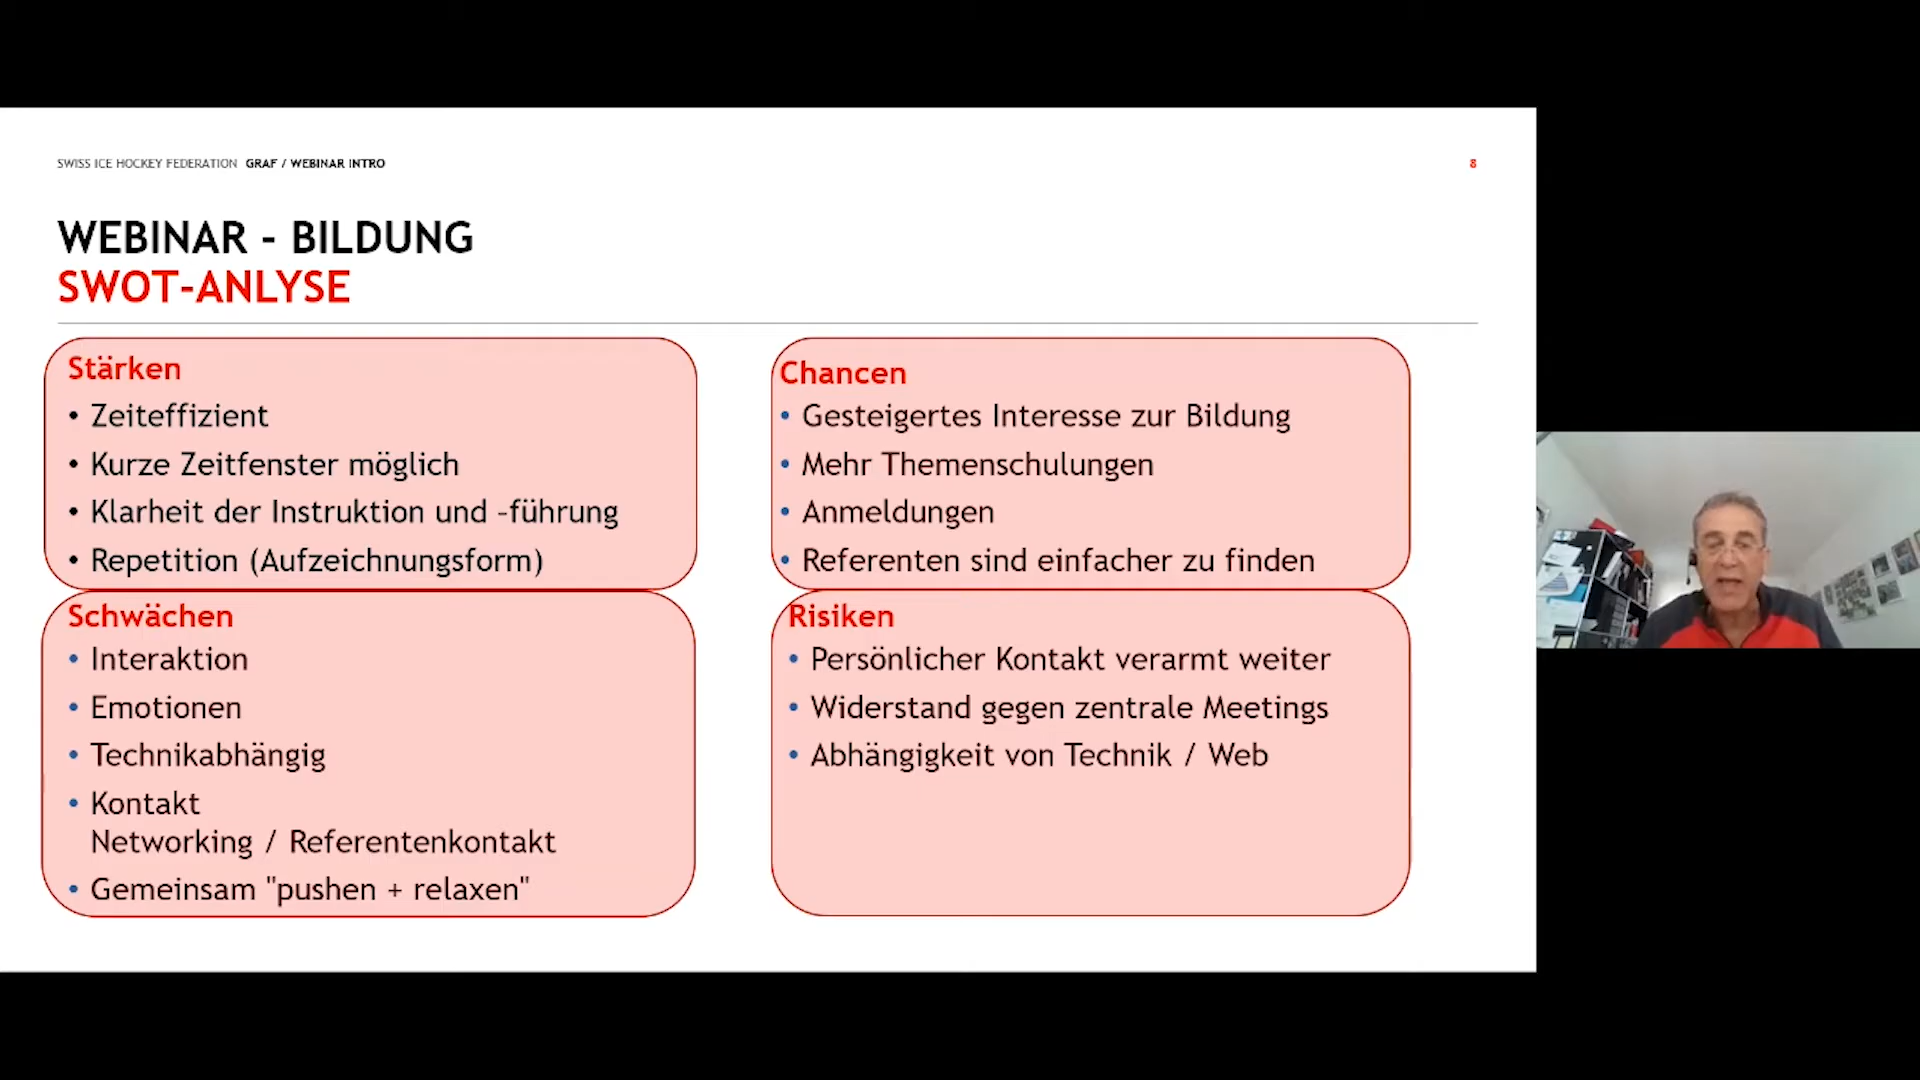 SWISS ICE HOCKEY FEDERATION GRAF / WEBINAR INTRO
8
WEBINAR - BILDUNG
SWOT-ANLYSE
Stärken
• Zeiteffizient
• Kurze Zeitfenster möglich
• Klarheit der Instruktion und -führung
• Repetition (Aufzeichnungsform)
Chancen
• Gesteigertes Interesse zur Bildung
• Mehr Themenschulungen
• Anmeldungen
• Referenten sind einfacher zu finden
Schwächen
• Interaktion
• Emotionen
• Technikabhängig
• Kontakt
Networking / Referentenkontakt
• Gemeinsam "pushen + relaxen"
Risiken
• Persönlicher Kontakt verarmt weiter
• Widerstand gegen zentrale Meetings
• Abhängigkeit von Technik / Web